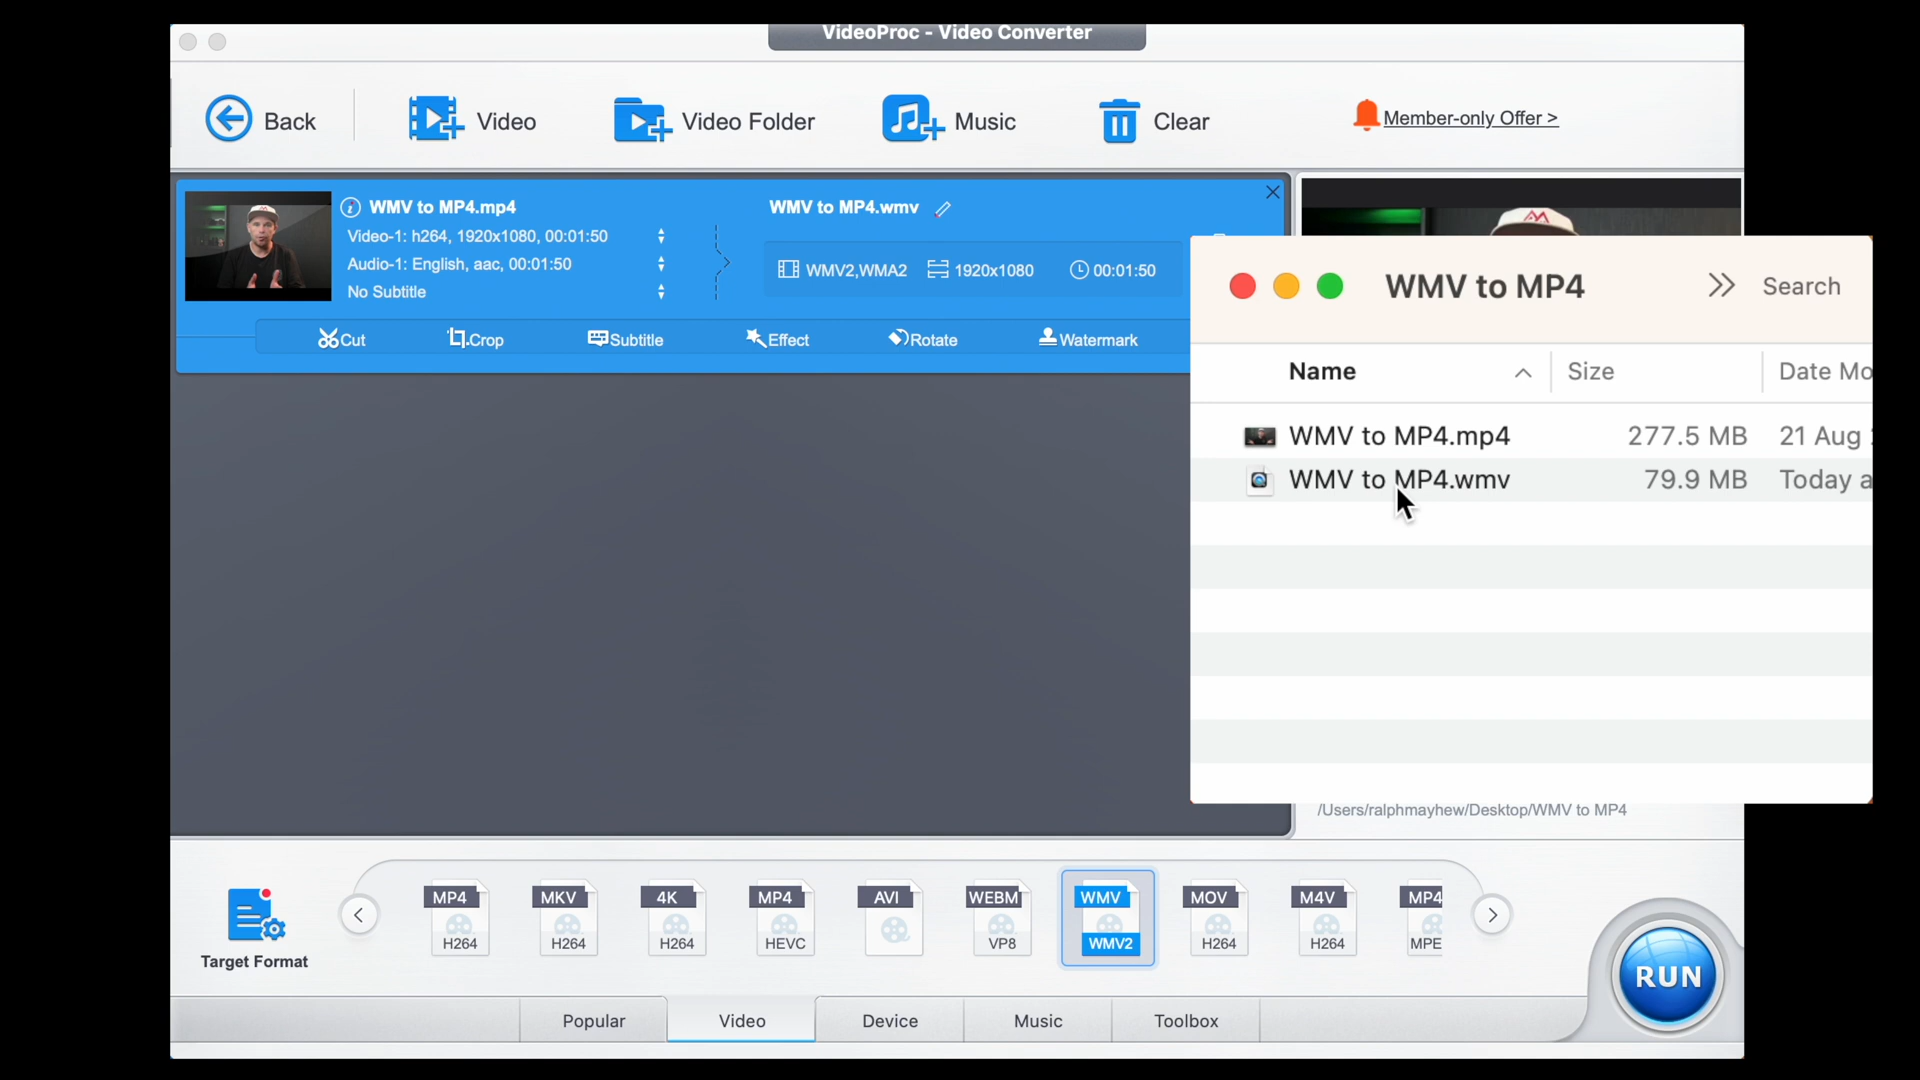 VideoProc - Video Converter
Back
Video
Video Folder
Music
Clear
Member-only Offer >
WMV to MP4.mp4
Video-1: h264, 1920x1080, 00:01:50
Audio-1: English, aac, 00:01:50
No Subtitle
WMV to MP4.wmv
WMV2,WMA2
1920x1080
00:01:50
Cut
Crop
Subtitle
Effect
Rotate
Watermark
WMV to MP4
Search
Name
Size
Date Mo
WMV to MP4.mp4
277.5 MB
21 Aug
WMV to MP4.wmv
79.9 MB
Today a
/Users/ralphmayhew/Desktop/WMV to MP4
Target Format
MP4
H264
MKV
H264
4K
H264
MP4
HEVC
AVI
WEBM
VP8
WMV
WMV2
MOV
H264
M4V
H264
MP4
MPE
RUN
Popular
Video
Device
Music
Toolbox